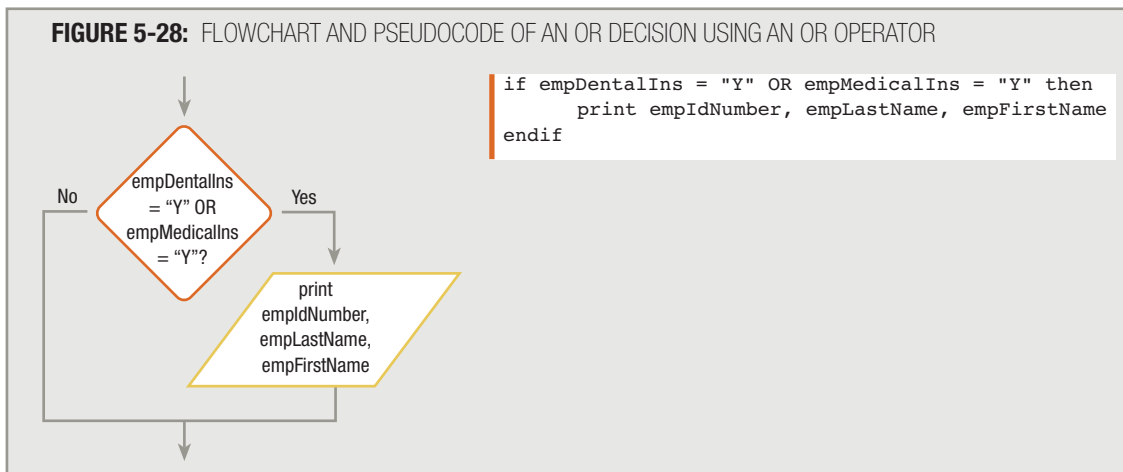 FIGURE 5-28: FLOWCHART AND PSEUDOCODE OF AN OR DECISION USING AN OR OPERATOR
if empDentalIns = "Y" OR empMedicalIns = "Y" then
print empIdNumber, empLastName, empFirstName
endif
No
empDentalIns
= “Y” OR
empMedicalIns
= “Y”?
Yes
print
empIdNumber,
empLastName,
empFirstName